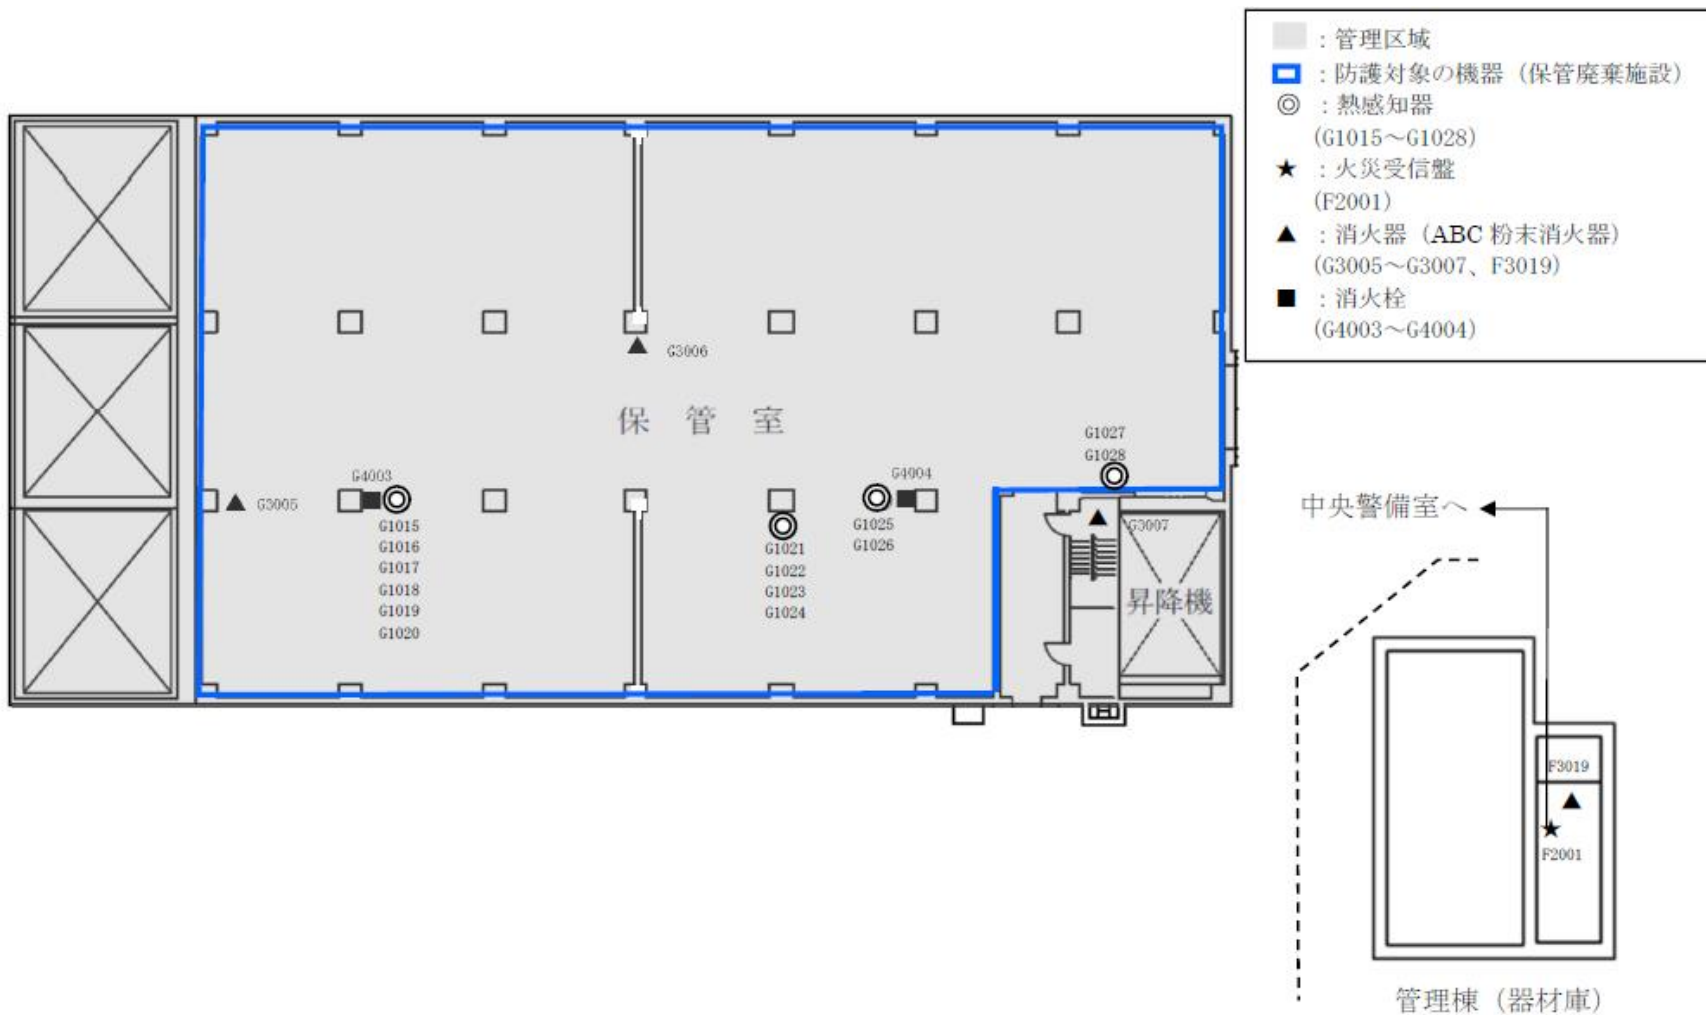 ：管理区域
：防護対象の機器（保管廃棄施設）
：熱感知器
(G1015～G1028)
：火災受信盤
(F2001)
：消火器（ABC 粉末消火器）
(G3005～G3007、F3019)
：消火栓
(G4003～G4004)
G3006
保管室
G1027
G1028
G4003
G4004
G3005
G1015
G1016
G1017
G1018
G1019
G1020
G1021
G1022
G1023
G1024
G1025
G1026
G3007
昇降機
中央警備室へ
F3019
F2001
管理棟（器材庫）